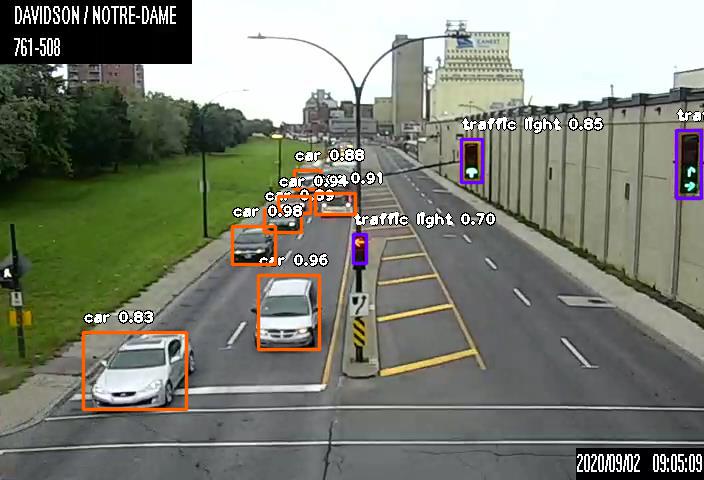 DAVIDSON / NOTRE-DAME
761-508
traffic light 0.85
car 0.88
car 0.94
0.91
car 0.98
traffic light 0.70
car 0.96
car 0.83
2020/09/02 09:05:09